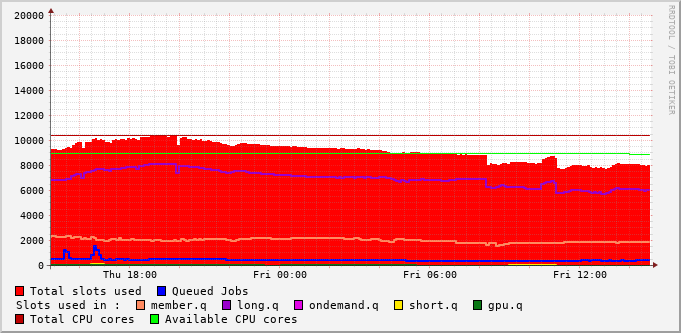 RRDTOOL / TOBI OETIKER
20000
18000
16000
14000
12000
10000
8000
6000
4000
2000
0
Thu 18:00 Fri 00:00 Fri 06:00 Fri 12:00
Total slots used Queued Jobs
Slots used in : member.q long.q ondemand.q short.q gpu.q
Total CPU cores Available CPU cores